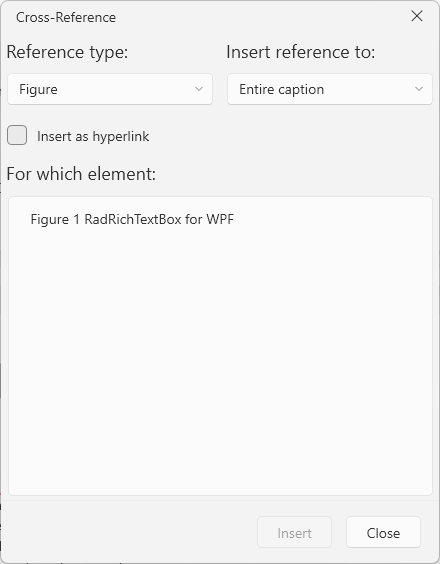 Cross-Reference
Reference type:
Insert reference to:
Figure
Entire caption
Insert as hyperlink
For which element:
Figure 1 RadRichTextBox for WPF
Insert
Close